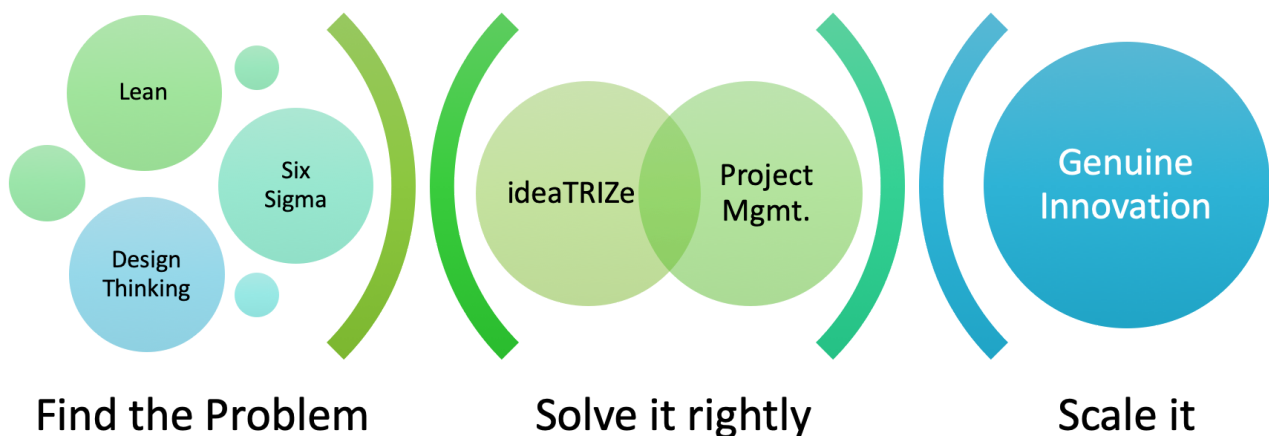 Lean
Six
Sigma
Design
Thinking
ideaTRIZe
Project
Mgmt.
Genuine
Innovation
Find the Problem
Solve it rightly
Scale it